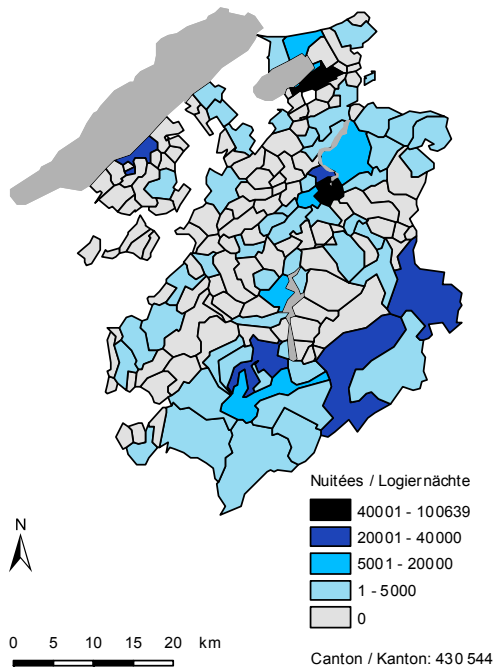 Nuitées / Logiernächte
40001 - 100639
20001 - 40000
5001 - 20000
1 - 5000
0
N
0 5 10 15 20 km
Canton / Kanton: 430 544